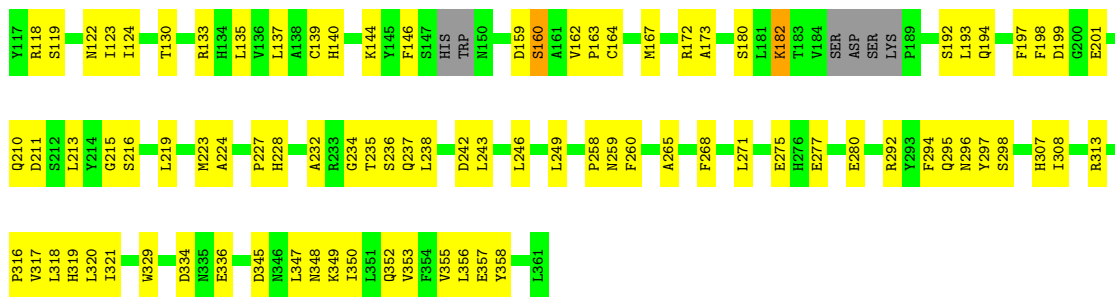 Y117 R118 S119 N122 I123 I124 T130 R133 H134 L135 V136 L137 A138 C139 H140 K144 Y145 F146 S147 HIS TRP N150 D159 S160 A161 V162 P163 C164 M167 R172 A173 S180 L181 K182 T183 V184 SER ASP SER LYS P189 S192 L193 Q194 F197 F198 D199 G200 E201
Q210 D211 S212 L213 Y214 G215 S216 L219 M223 A224 P227 H228 A232 R233 G234 T235 S236 Q237 L238 D242 L243 L246 L249 P258 N259 F260 A265 F268 L271 E275 H276 E277 E280 R292 Y293 F294 Q295 N296 Y297 S298 H307 I308 R313
P316 V317 L318 H319 L320 I321 W329 D334 N335 E336 D345 N346 L347 N348 K349 I350 L351 Q352 V353 F354 V355 L356 E357 Y358 L361